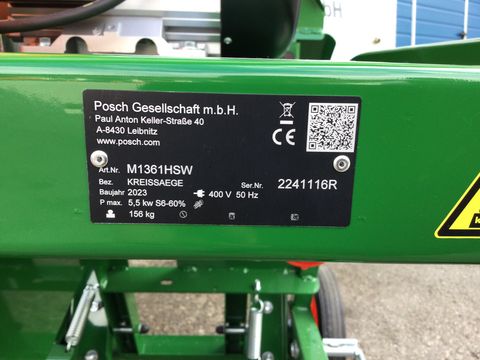 Posch Gesellschaft m.b.H.
Paul Anton Keller-Straße 40
A-8430 Leibnitz
www.posch.com
CE
Art.Nr. M1361HSW
Bez. KREISSAEGE
Ser.Nr. 2241116R
Baujahr 2023
400 V 50 Hz
P max. 5,5 kw S6-60%
156 kg